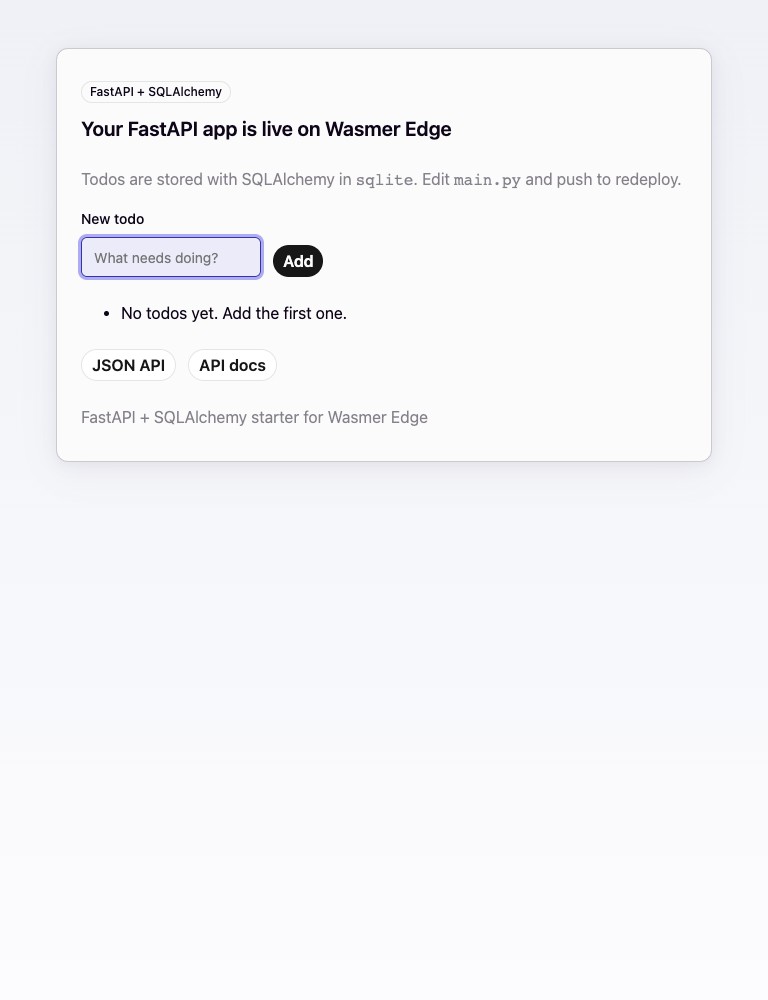 FastAPI + SQLAlchemy
Your FastAPI app is live on Wasmer Edge
Todos are stored with SQLAlchemy in sqlite. Edit main.py and push to redeploy.
New todo
What needs doing?
Add
• No todos yet. Add the first one.
JSON API
API docs
FastAPI + SQLAlchemy starter for Wasmer Edge